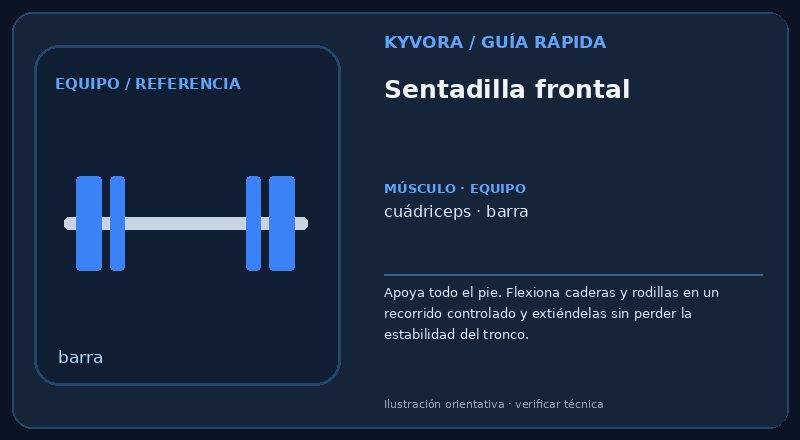 EQUIPO / REFERENCIA
barra
KYVORA / GUÍA RÁPIDA
Sentadilla frontal
MÚSCULO · EQUIPO
cuádriceps · barra
Apoya todo el pie. Flexiona caderas y rodillas en un
recorrido controlado y extiéndelas sin perder la
estabilidad del tronco.
Ilustración orientativa · verificar técnica